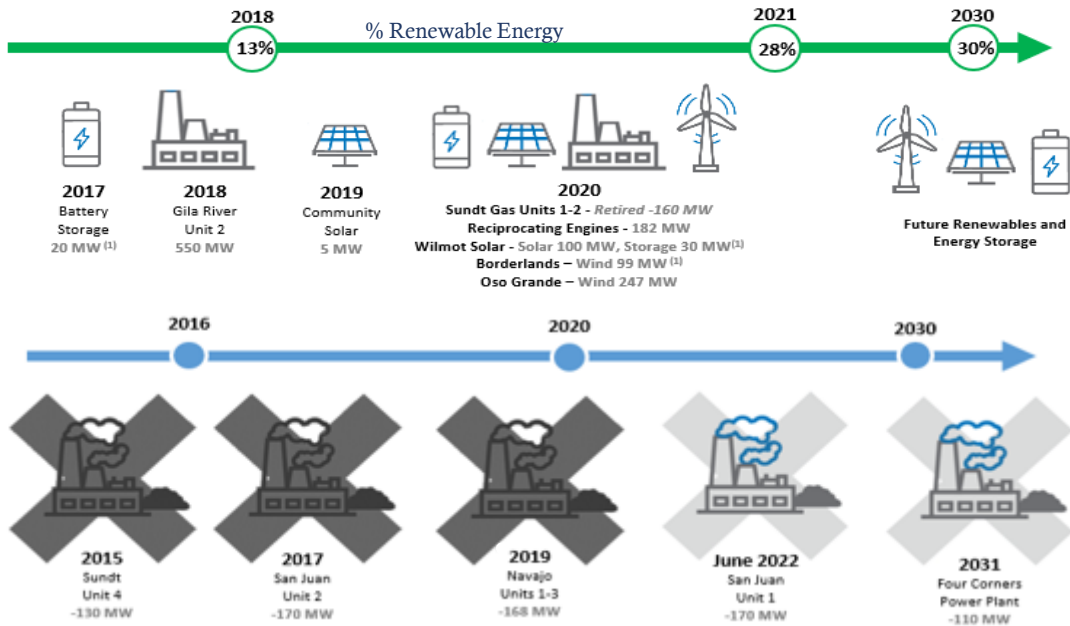 % Renewable Energy
2018
2021
2030
13%
28%
30%
2017
Battery
Storage
20 MW (1)
2018
Gila River
Unit 2
550 MW
2019
Community
Solar
5 MW
2020
Sundt Gas Units 1-2 - Retired -160 MW
Reciprocating Engines - 182 MW
Wilmot Solar - Solar 100 MW, Storage 30 MW(1)
Borderlands – Wind 99 MW (1)
Oso Grande – Wind 247 MW
Future Renewables and
Energy Storage
2016
2020
2030
2015
Sundt
Unit 4
-130 MW
2017
San Juan
Unit 2
-170 MW
2019
Navajo
Units 1-3
-168 MW
June 2022
San Juan
Unit 1
-170 MW
2031
Four Corners
Power Plant
-110 MW